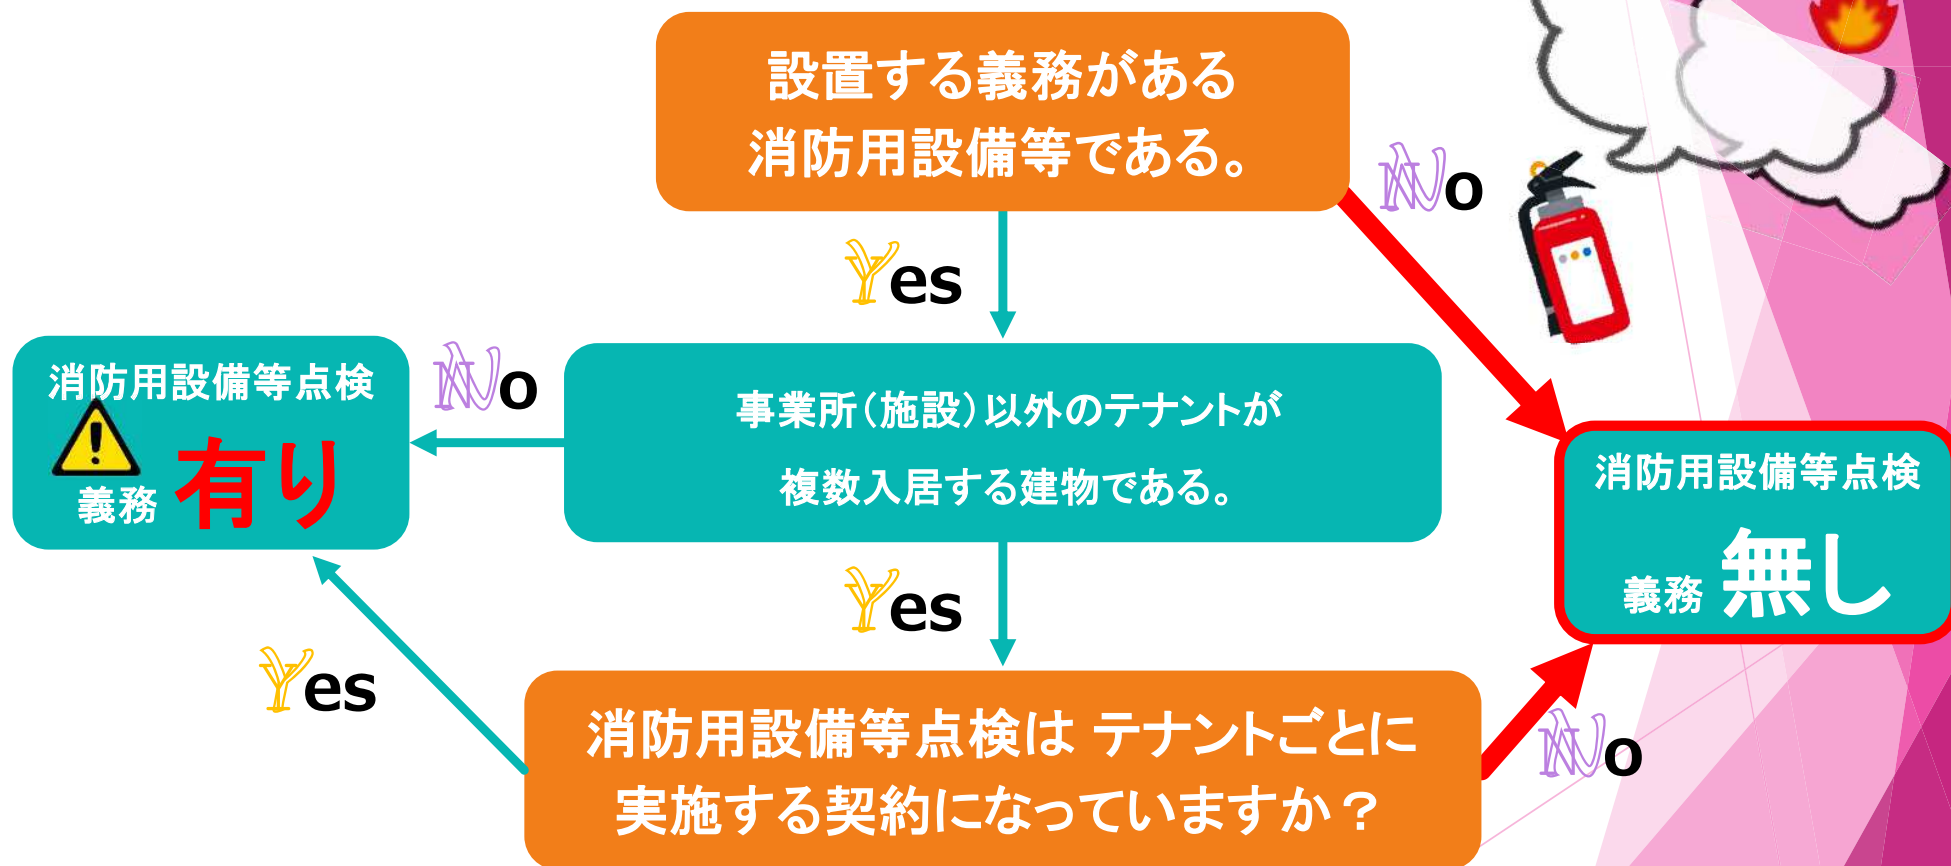 設置する義務がある
消防用設備等である。
No
Yes
消防用設備等点検
義務 有り
No
事業所(施設)以外のテナントが
複数入居する建物である。
消防用設備等点検
義務 無し
Yes
Yes
消防用設備等点検は テナントごとに
実施する契約になっていますか？
No